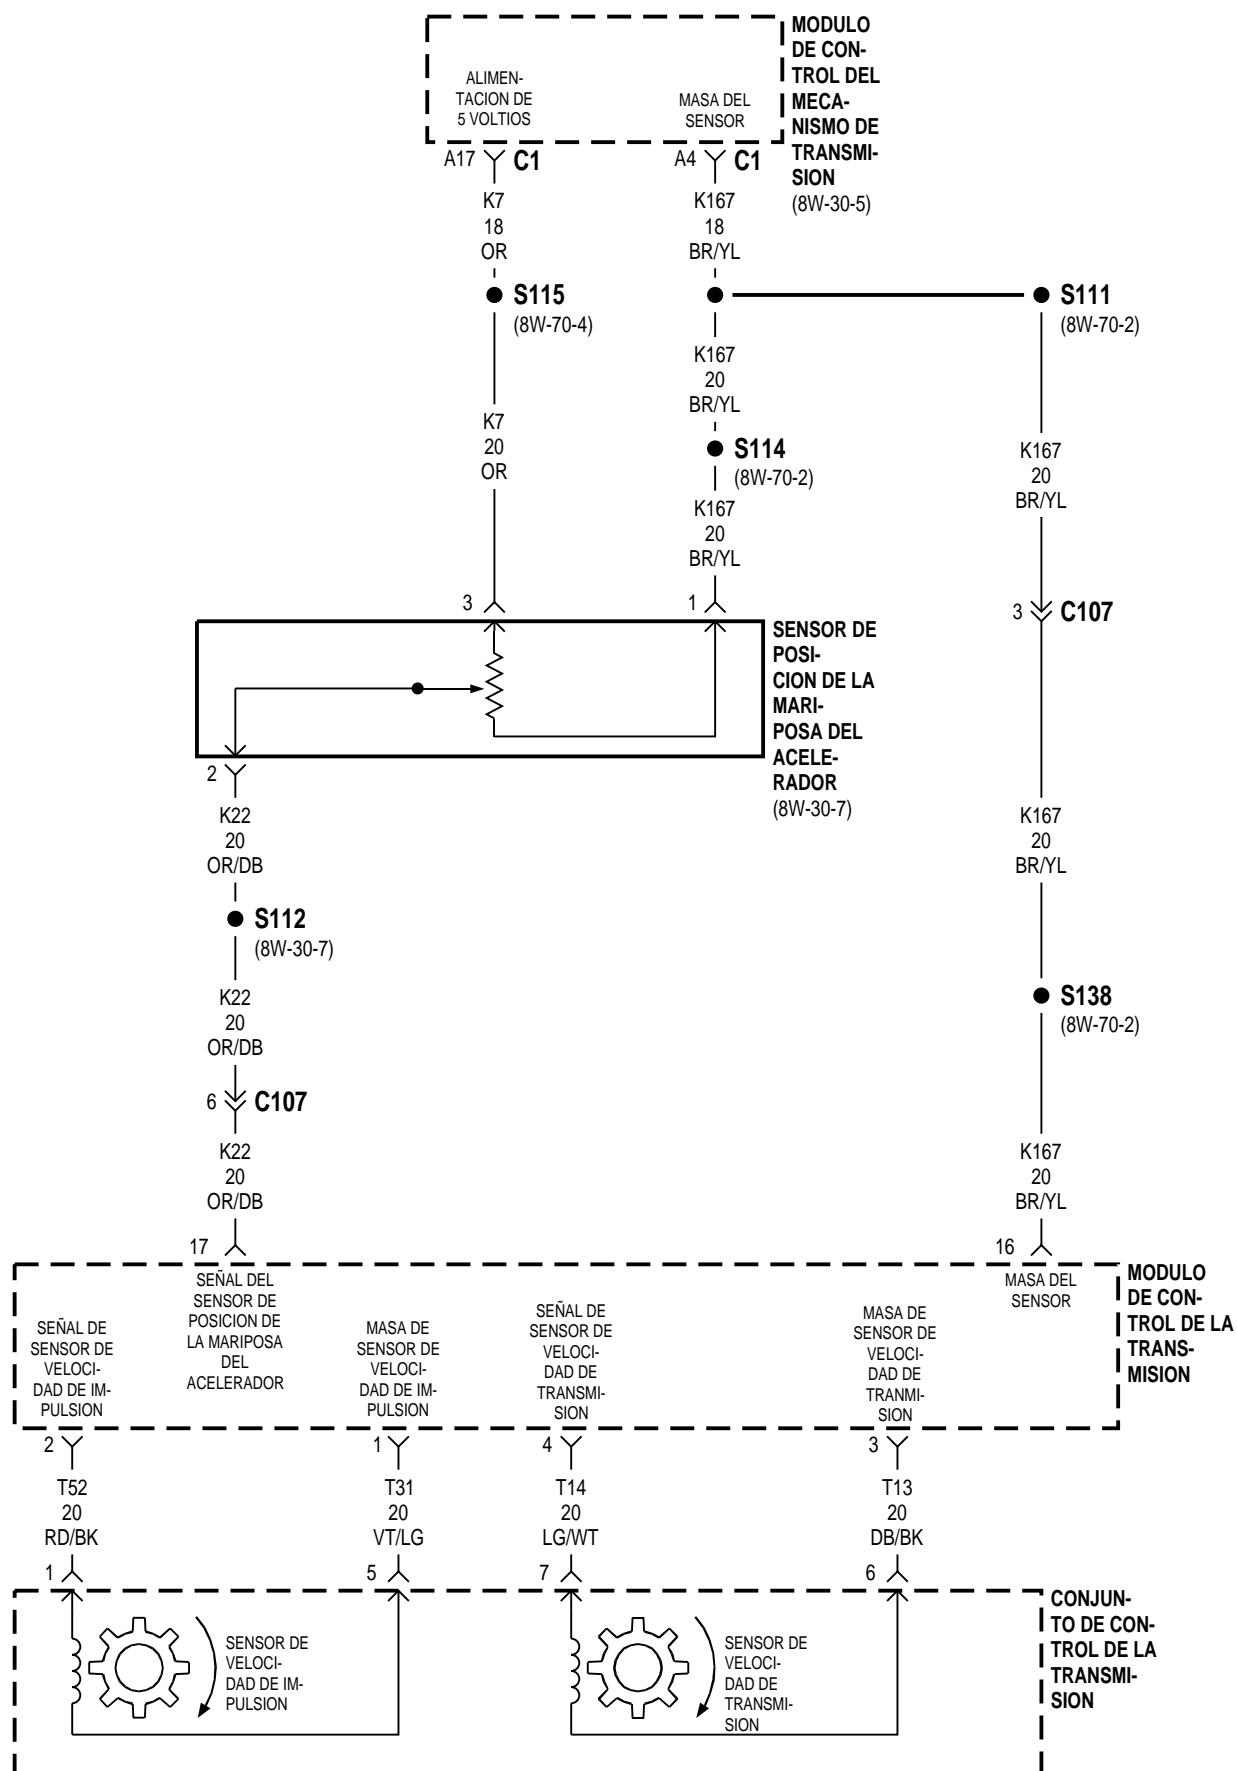 MODULO
DE CON-
TROL DEL
MECA-
NISMO DE
TRANSMI-
SION
(8W-30-5)
ALIMEN-
TACION DE
5 VOLTIOS
MASA DEL
SENSOR
A17 C1
A4 C1
K7
18
OR
K167
18
BR/YL
S115
(8W-70-4)
S111
(8W-70-2)
K167
20
BR/YL
K7
20
OR
S114
(8W-70-2)
K167
20
BR/YL
K167
20
BR/YL
3
1
3 C107
SENSOR DE
POSI-
CION DE LA
MARI-
POSA DEL
ACELE-
RADOR
(8W-30-7)
2
K22
20
OR/DB
K167
20
BR/YL
S112
(8W-30-7)
K22
20
OR/DB
S138
(8W-70-2)
6 C107
K22
20
OR/DB
K167
20
BR/YL
17
16
MODULO
DE CON-
TROL DE LA
TRANS-
MISION
SEÑAL DE
SENSOR DE
VELOCI-
DAD DE IM-
PULSION
SEÑAL DEL
SENSOR DE
POSICION DE
LA MARIPOSA
DEL
ACELERADOR
MASA DE
SENSOR DE
VELOCI-
DAD DE IM-
PULSION
SEÑAL DE
SENSOR DE
VELOCI-
DAD DE
TRANSMI-
SION
MASA DE
SENSOR DE
VELOCI-
DAD DE
TRANMI-
SION
MASA DEL
SENSOR
2
1
4
3
T52
20
RD/BK
T31
20
VT/LG
T14
20
LG/WT
T13
20
DB/BK
1
5
7
6
SENSOR DE
VELOCI-
DAD DE IM-
PULSION
SENSOR DE
VELOCI-
DAD DE
TRANSMI-
SION
CONJUN-
TO DE CON-
TROL DE LA
TRANSMI-
SION